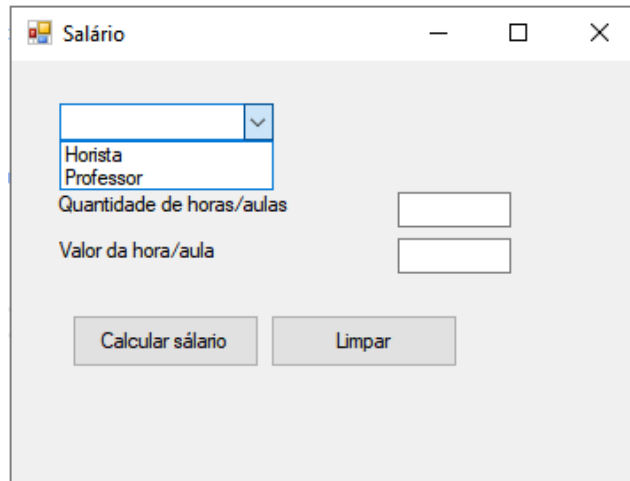 Salário
Horista
Professor
Quantidade de horas/aulas
Valor da hora/aula
Calcular sálario
Limpar